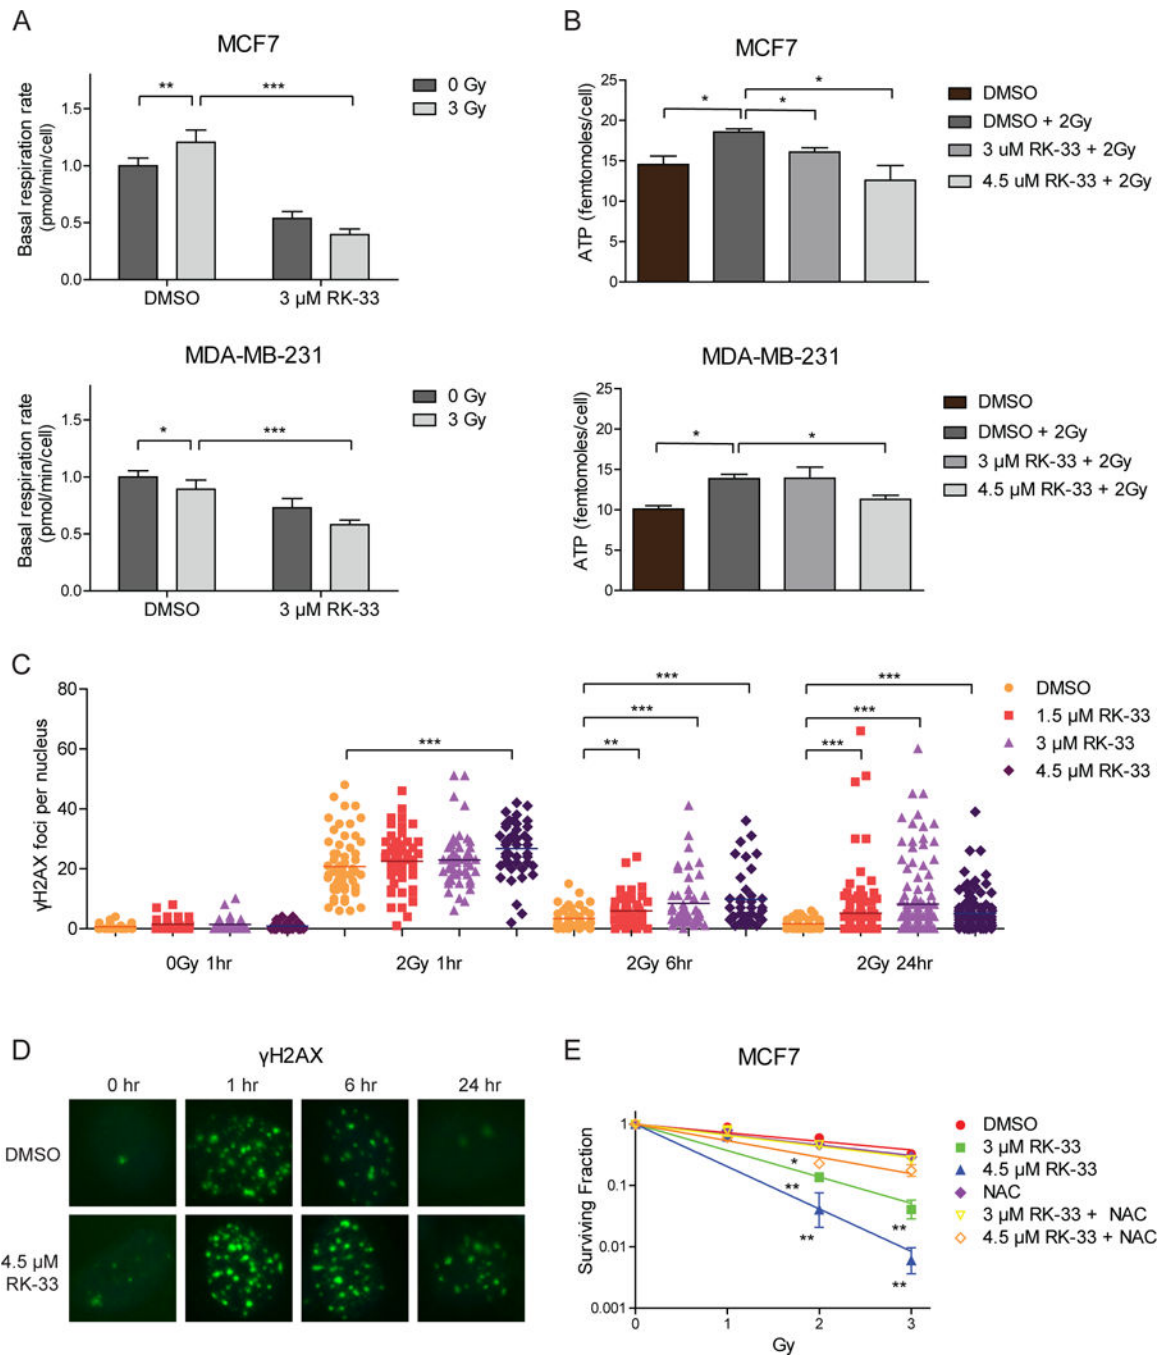 A
MCF7
Basal respiration rate
(pmol/min/cell)
1.5
1.0
0.5
0.0
** ***
DMSO 3 µM RK-33
0 Gy
3 Gy
MDA-MB-231
Basal respiration rate
(pmol/min/cell)
1.5
1.0
0.5
0.0
* ***
DMSO 3 µM RK-33
0 Gy
3 Gy
B
MCF7
ATP (femtomoles/cell)
25
20
15
10
5
0
* * *
DMSO
DMSO + 2Gy
3 uM RK-33 + 2Gy
4.5 uM RK-33 + 2Gy
MDA-MB-231
ATP (femtomoles/cell)
25
20
15
10
5
0
* *
DMSO
DMSO + 2Gy
3 µM RK-33 + 2Gy
4.5 µM RK-33 + 2Gy
C
γH2AX foci per nucleus
80
60
40
20
0
***
***
***
**
***
***
***
0Gy 1hr 2Gy 1hr 2Gy 6hr 2Gy 24hr
DMSO
1.5 µM RK-33
3 µM RK-33
4.5 µM RK-33
D
γH2AX
0 hr 1 hr 6 hr 24 hr
DMSO
4.5 µM
RK-33
E
MCF7
Surviving Fraction
1
0.1
0.01
0.001
*
**
**
**
**
0 1 2 3
Gy
DMSO
3 µM RK-33
4.5 µM RK-33
NAC
3 µM RK-33 + NAC
4.5 µM RK-33 + NAC